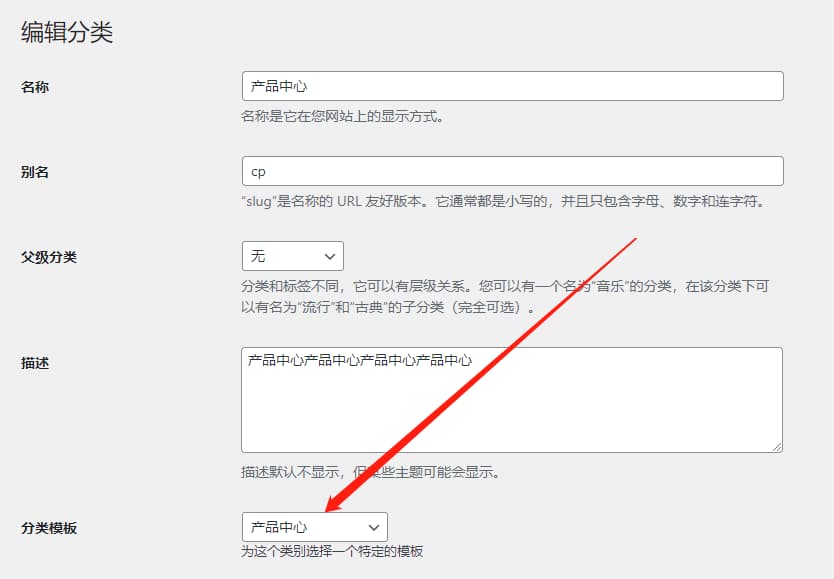 编辑分类
名称
产品中心
名称是它在您网站上的显示方式。
别名
cp
“slug”是名称的 URL 友好版本。它通常都是小写的，并且只包含字母、数字和连字符。
父级分类
无
分类和标签不同，它可以有层级关系。您可以有一个名为“音乐”的分类，在该分类下可
以有名为“流行”和“古典”的子分类（完全可选）。
描述
产品中心产品中心产品中心产品中心
描述默认不显示，但某些主题可能会显示。
分类模板
产品中心
为这个类别选择一个特定的模板